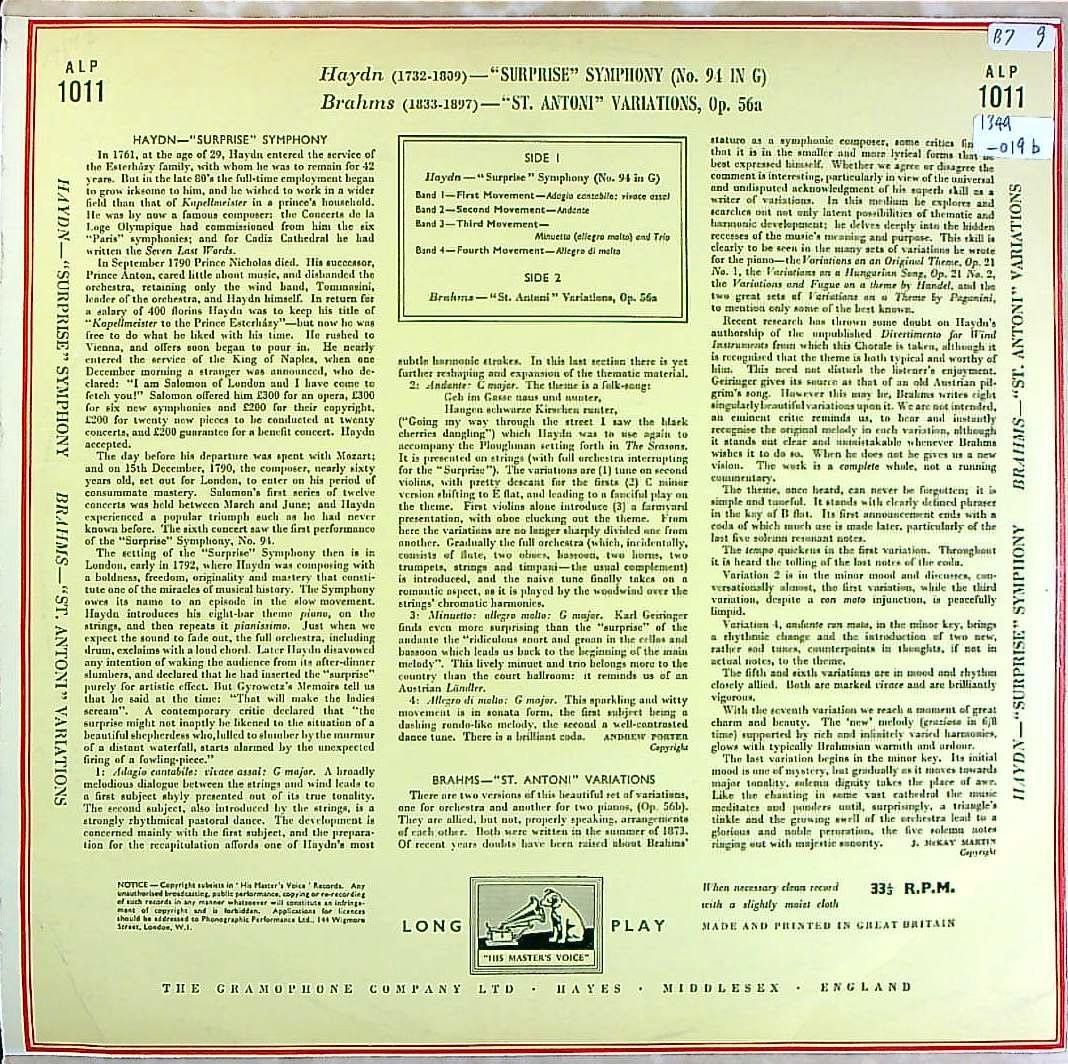 B7 9
ALP
1011
Haydn (1732-1809)—“SURPRISE” SYMPHONY (No. 94 IN G)
Brahms (1833-1897)—“ST. ANTONI” VARIATIONS, Op. 56a
ALP
1011
1349
-019 b
HAYDN—“SURPRISE” SYMPHONY BRAHMS—“ST. ANTONI” VARIATIONS
HAYDN—“SURPRISE” SYMPHONY
In 1761, at the age of 29, Haydn entered the service of
the Esterházy family, with whom he was to remain for 42
years. But in the late 80's the full-time employment began
to grow irksome to him, and he wished to work in a wider
field than that of Kapellmeister in a prince's household.
He was by now a famous composer: the Concerts de la
Loge Olympique had commissioned from him the six
“Paris” symphonies; and for Cadiz Cathedral he had
written the Seven Last Words.
In September 1790 Prince Nicholas died. His successor,
Prince Anton, cared little about music, and disbanded the
orchestra, retaining only the wind band, Tommasini,
leader of the orchestra, and Haydn himself. In return for
a salary of 400 florins Haydn was to keep his title of
“Kapellmeister to the Prince Esterházy”—but now he was
free to do what he liked with his time. He rushed to
Vienna, and offers soon began to pour in. He nearly
entered the service of the King of Naples, when one
December morning a stranger was announced, who de-
clared: “I am Salomon of London and I have come to
fetch you!” Salomon offered him £300 for an opera, £300
for six new symphonies and £200 for their copyright,
£200 for twenty new pieces to be conducted at twenty
concerts, and £200 guarantee for a benefit concert. Haydn
accepted.
The day before his departure was spent with Mozart;
and on 15th December, 1790, the composer, nearly sixty
years old, set out for London, to enter on his period of
consummate mastery. Salomon's first series of twelve
concerts was held between March and June; and Haydn
experienced a popular triumph such as he had never
known before. The sixth concert saw the first performance
of the “Surprise” Symphony, No. 94.
The setting of the “Surprise” Symphony then is in
London, early in 1792, where Haydn was composing with
a boldness, freedom, originality and mastery that consti-
tute one of the miracles of musical history. The Symphony
owes its name to an episode in the slow movement.
Haydn introduces his eight-bar theme piano, on the
strings, and then repeats it pianissimo. Just when we
expect the sound to fade out, the full orchestra, including
drum, exclaims with a loud chord. Later Haydn disavowed
any intention of waking the audience from its after-dinner
slumbers, and declared that he had inserted the “surprise”
purely for artistic effect. But Gyrowetz's Memoirs tell us
that he said at the time: “That will make the ladies
scream”. A contemporary critic declared that “the
surprise might not inaptly be likened to the situation of a
beautiful shepherdess who, lulled to slumber by the murmur
of a distant waterfall, starts alarmed by the unexpected
firing of a fowling-piece.”
1: Adagio cantabile: vivace assai: G major. A broadly
melodious dialogue between the strings and wind leads to
a first subject shyly presented out of its true tonality.
The second subject, also introduced by the strings, is a
strongly rhythmical pastoral dance. The development is
concerned mainly with the first subject, and the prepara-
tion for the recapitulation affords one of Haydn's most
SIDE 1
Haydn—“Surprise” Symphony (No. 94 in G)
Band 1—First Movement—Adagio cantabile; vivace assai
Band 2—Second Movement—Andante
Band 3—Third Movement—
Minuetto (allegro molto) and Trio
Band 4—Fourth Movement—Allegro di molto
SIDE 2
Brahms—“St. Antoni” Variations, Op. 56a
subtle harmonic strokes. In this last section there is yet
further reshaping and expansion of the thematic material.
2: Andante: C major. The theme is a folk-song:
Geh im Gasse naus und nunter,
Hangen schwarze Kirschen runter,
(“Going my way through the street I saw the black
cherries dangling”) which Haydn was to use again to
accompany the Ploughman setting forth in The Seasons.
It is presented on strings (with full orchestra interrupting
for the “Surprise”). The variations are (1) tune on second
violins, with pretty descant for the firsts (2) C minor
version shifting to E flat, and leading to a fanciful play on
the theme. First violins alone introduce (3) a farmyard
presentation, with oboe clucking out the theme. From
here the variations are no longer sharply divided one from
another. Gradually the full orchestra (which, incidentally,
consists of flute, two oboes, bassoon, two horns, two
trumpets, strings and timpani—the usual complement)
is introduced, and the naive tune finally takes on a
romantic aspect, as it is played by the woodwind over the
strings' chromatic harmonies.
3: Minuetto: allegro molto: G major. Karl Geiringer
finds even more surprising than the “surprise” of the
andante the “ridiculous snort and groan in the cellos and
bassoon which leads us back to the beginning of the main
melody”. This lively minuet and trio belongs more to the
country than the court ballroom: it reminds us of an
Austrian Ländler.
4: Allegro di molto: G major. This sparkling and witty
movement is in sonata form, the first subject being a
dashing rondo-like melody, the second a well-contrasted
dance tune. There is a brilliant coda. ANDREW PORTER
Copyright
BRAHMS—“ST. ANTONI” VARIATIONS
There are two versions of this beautiful set of variations,
one for orchestra and another for two pianos, (Op. 56b).
They are allied, but not, properly speaking, arrangements
of each other. Both were written in the summer of 1873.
Of recent years doubts have been raised about Brahms'
stature as a symphonic composer, some critics
that it is in the smaller and more lyrical forms that he
best expressed himself. Whether we agree or disagree the
comment is interesting, particularly in view of the universal
and undisputed acknowledgment of his superb skill as a
writer of variations. In this medium he explores and
searches out not only latent possibilities of thematic and
harmonic development; he delves deeply into the hidden
recesses of the music's meaning and purpose. This skill is
clearly to be seen in the many sets of variations he wrote
for the piano—the Variations on an Original Theme, Op. 21
No. 1, the Variations on a Hungarian Song, Op. 21 No. 2,
the Variations and Fugue on a theme by Handel, and the
two great sets of Variations on a Theme by Paganini,
to mention only some of the best known.
Recent research has thrown some doubt on Haydn's
authorship of the unpublished Divertimento for Wind
Instruments from which this Chorale is taken, although it
is recognised that the theme is both typical and worthy of
him. This need not disturb the listener's enjoyment.
Geiringer gives its source as that of an old Austrian pil-
grim's song. However this may be, Brahms writes eight
singularly beautiful variations upon it. We are not intended,
an eminent critic reminds us, to hear and instantly
recognise the original melody in each variation, although
it stands out clear and unmistakable whenever Brahms
wishes it to do so. When he does not he gives us a new
vision. The work is a complete whole, not a running
commentary.
The theme, once heard, can never be forgotten; it is
simple and tuneful. It stands with clearly defined phrases
in the key of B flat. Its first announcement ends with a
coda of which much use is made later, particularly of the
last five solemn resonant notes.
The tempo quickens in the first variation. Throughout
it is heard the tolling of the last notes of the coda.
Variation 2 is in the minor mood and discusses, con-
versationally almost, the first variation, while the third
variation, despite a con moto injunction, is peacefully
limpid.
Variation 4, andante con moto, in the minor key, brings
a rhythmic change and the introduction of two new,
rather sad tunes, counterpoints in thoughts, if not in
actual notes, to the theme.
The fifth and sixth variations are in mood and rhythm
closely allied. Both are marked vivace and are brilliantly
vigorous.
With the seventh variation we reach a moment of great
charm and beauty. The 'new' melody (grazioso in 6/8
time) supported by rich and infinitely varied harmonies,
glows with typically Brahmsian warmth and ardour.
The last variation begins in the minor key. Its initial
mood is one of mystery, but gradually as it moves towards
major tonality, solemn dignity takes the place of awe.
Like the chanting in some vast cathedral the music
meditates and ponders until, surprisingly, a triangle's
tinkle and the growing swell of the orchestra lead to a
glorious and noble peroration, the five solemn notes
ringing out with majestic sonority. J. McKAY MARTIN
Copyright
HAYDN—“SURPRISE” SYMPHONY BRAHMS—“ST. ANTONI” VARIATIONS
NOTICE—Copyright subsists in 'His Master's Voice' Records. Any
unauthorised broadcasting, public performance, copying or re-recording
of such records in any manner whatsoever will constitute an infringe-
ment of copyright and is forbidden. Applications for licences
should be addressed to Phonographic Performance Ltd., 144 Wigmore
Street, London, W.1.
LONG PLAY
“HIS MASTER'S VOICE”
When necessary clean record
with a slightly moist cloth
33⅓ R.P.M.
MADE AND PRINTED IN GREAT BRITAIN
THE GRAMOPHONE COMPANY LTD · HAYES · MIDDLESEX · ENGLAND